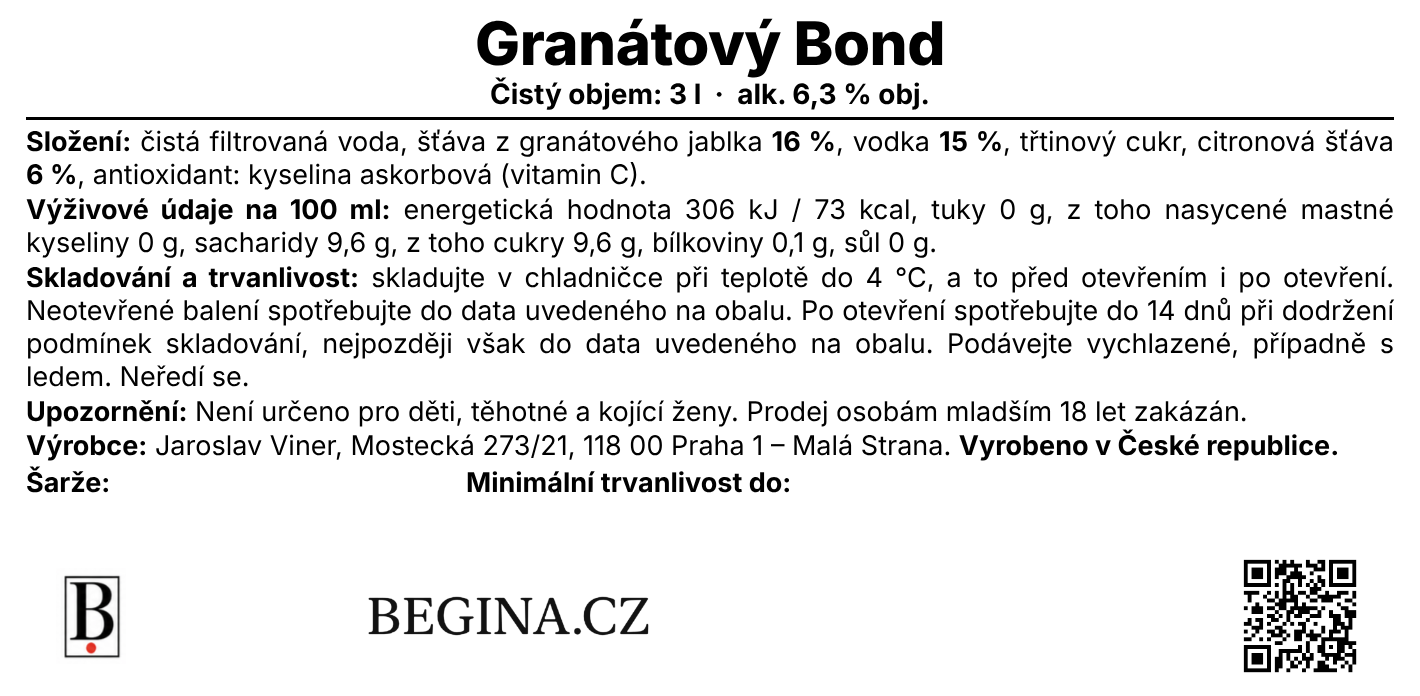 Granátový Bond
Čistý objem: 3 l · alk. 6,3 % obj.
Složení: čistá filtrovaná voda, šťáva z granátového jablka 16 %, vodka 15 %, třtinový cukr, citronová šťáva
6 %, antioxidant: kyselina askorbová (vitamin C).
Výživové údaje na 100 ml: energetická hodnota 306 kJ / 73 kcal, tuky 0 g, z toho nasycené mastné
kyseliny 0 g, sacharidy 9,6 g, z toho cukry 9,6 g, bílkoviny 0,1 g, sůl 0 g.
Skladování a trvanlivost: skladujte v chladničce při teplotě do 4 °C, a to před otevřením i po otevření.
Neotevřené balení spotřebujte do data uvedeného na obalu. Po otevření spotřebujte do 14 dnů při dodržení
podmínek skladování, nejpozději však do data uvedeného na obalu. Podávejte vychlazené, případně s
ledem. Neředí se.
Upozornění: Není určeno pro děti, těhotné a kojící ženy. Prodej osobám mladším 18 let zakázán.
Výrobce: Jaroslav Viner, Mostecká 273/21, 118 00 Praha 1 – Malá Strana. Vyrobeno v České republice.
Šarže: Minimální trvanlivost do:
B BEGINA.CZ